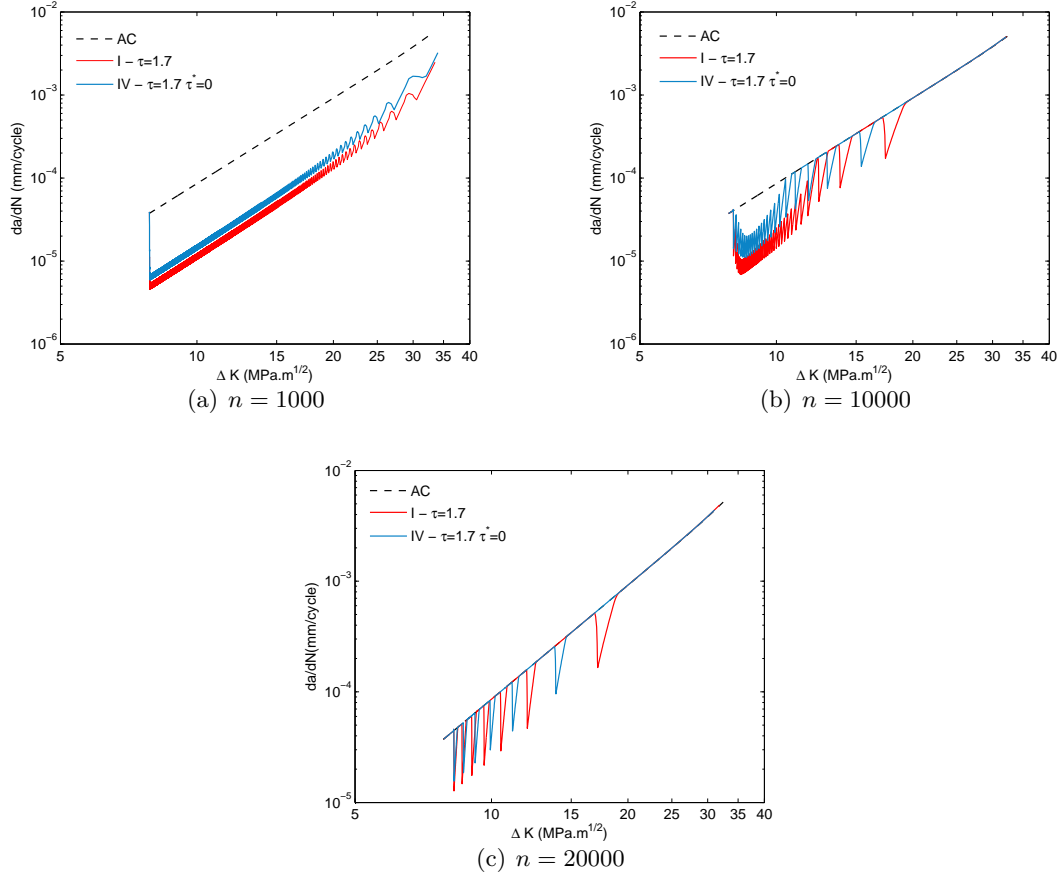 10⁻² 10⁻²
AC AC
I − τ=1.7 I − τ=1.7
IV − τ=1.7 τ*=0 IV − τ=1.7 τ*=0
10⁻³ 10⁻³
da/dN (mm/cycle) da/dN (mm/cycle)
10⁻⁴ 10⁻⁴
10⁻⁵ 10⁻⁵
10⁻⁶ 10⁻⁶
5 10 15 20 25 30 35 40 5 10 15 20 25 30 35 40
Δ K (MPa.m^1/2) Δ K (MPa.m^1/2)
(a) n = 1000 (b) n = 10000
10⁻²
AC
I − τ=1.7
IV − τ=1.7 τ*=0
10⁻³
da/dN(mm/cycle)
10⁻⁴
10⁻⁵
5 10 15 20 25 30 35 40
Δ K (MPa.m^1/2)
(c) n = 20000